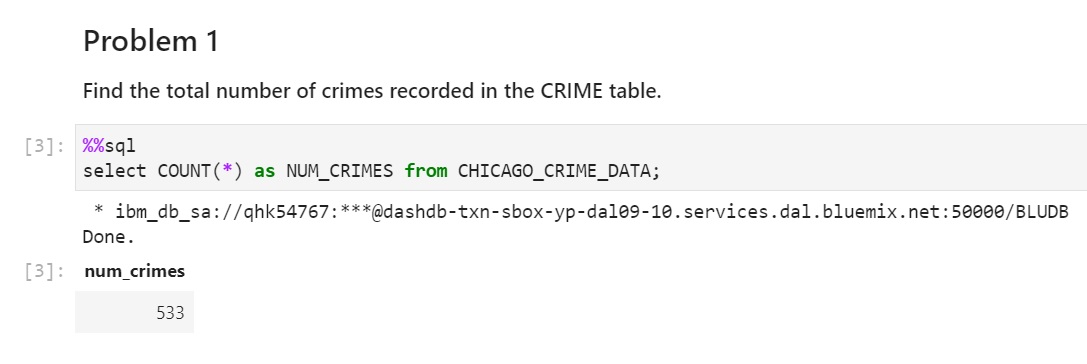 Problem 1
Find the total number of crimes recorded in the CRIME table.
[3]: %%sql
select COUNT(*) as NUM_CRIMES from CHICAGO_CRIME_DATA;
* ibm_db_sa://qhk54767:***@dashdb-txn-sbox-yp-dal09-10.services.dal.bluemix.net:50000/BLUDB
Done.
[3]: num_crimes
533